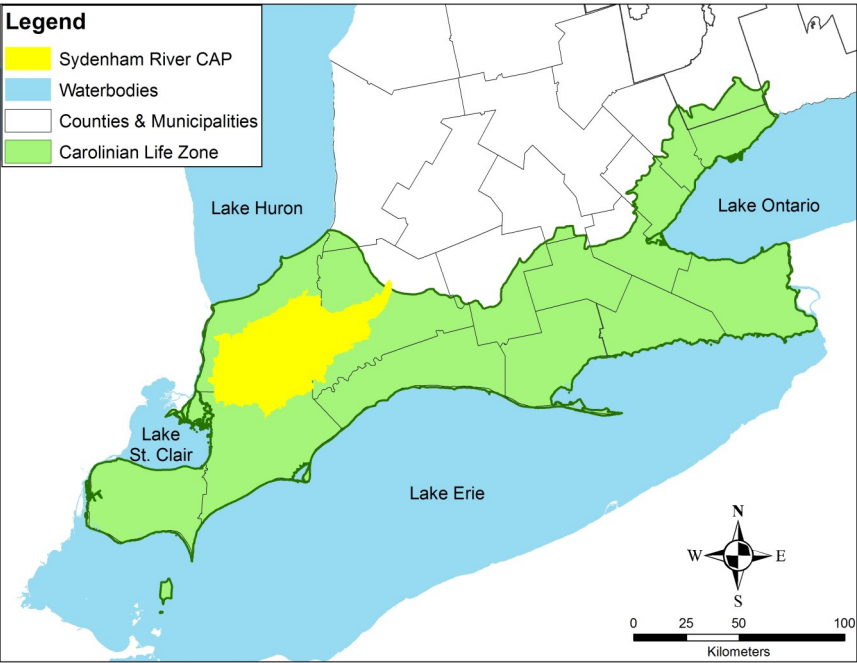 Legend
Sydenham River CAP
Waterbodies
Counties & Municipalities
Carolinian Life Zone
Lake Huron
Lake Ontario
Lake
St. Clair
Lake Erie
N
W E
S
0 25 50 100
Kilometers